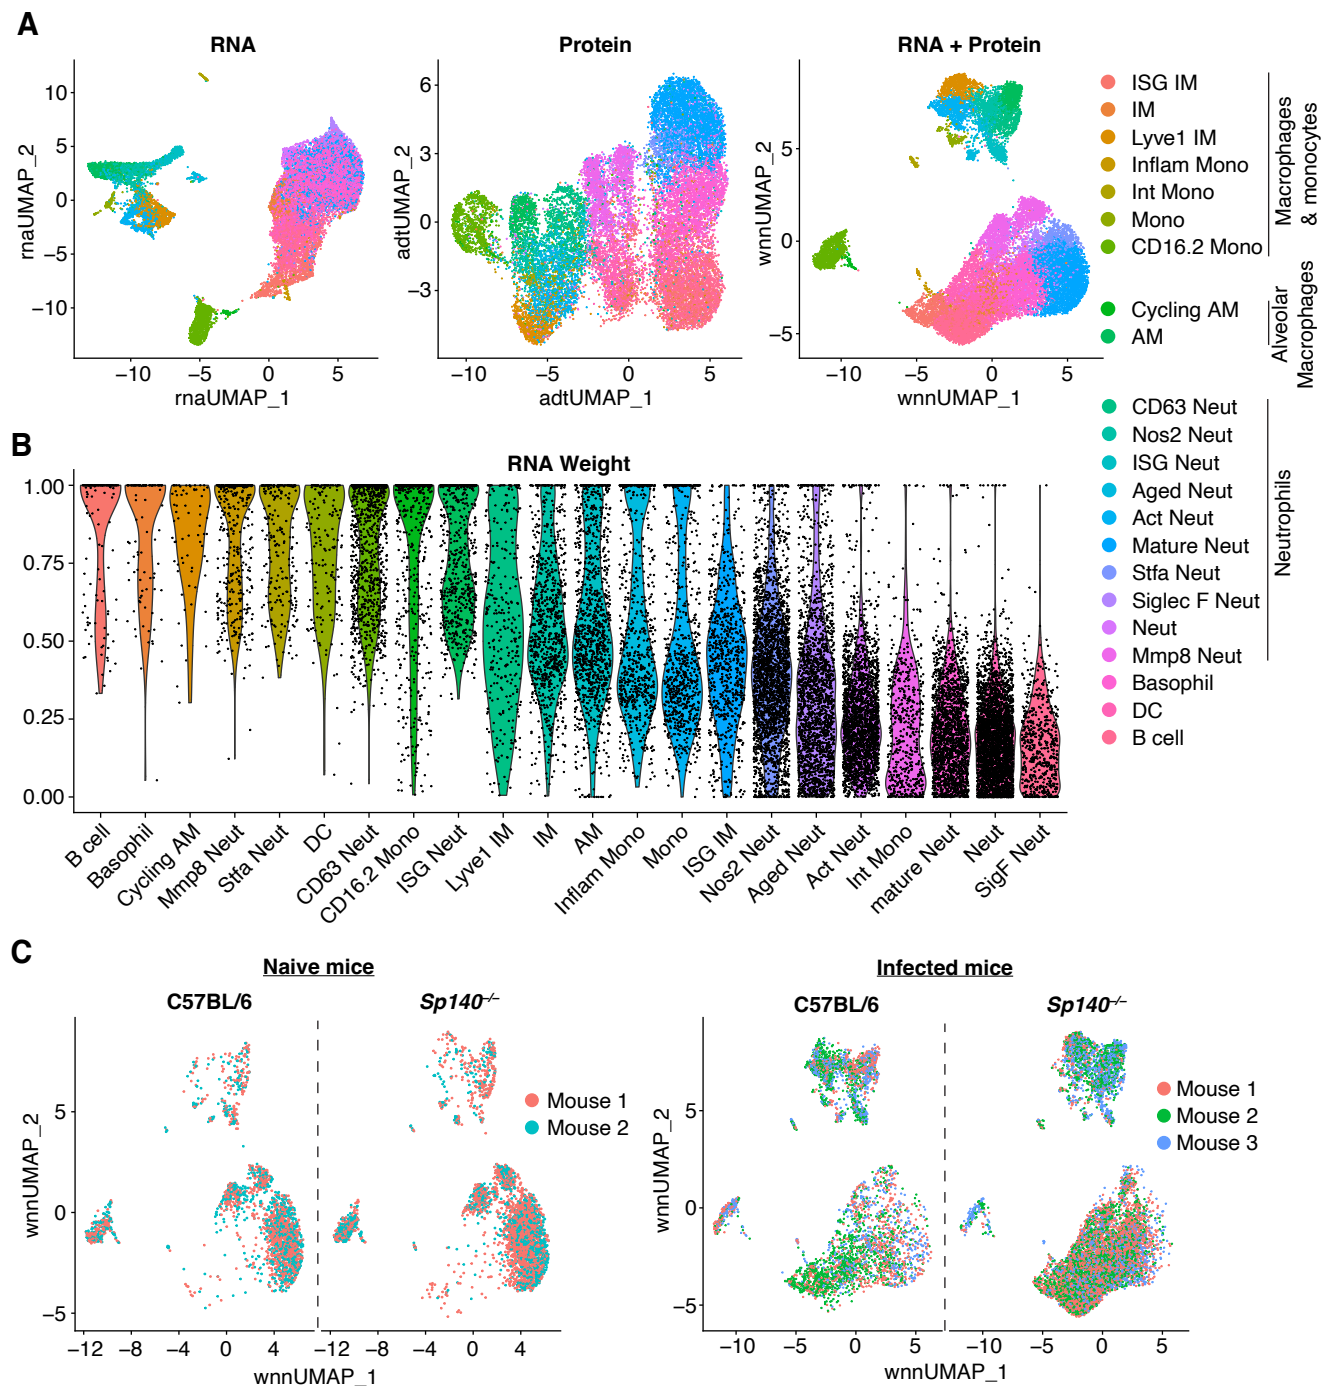 A
RNA
Protein
RNA + Protein
10
5
0
−5
−10
rnaUMAP_2
−10
−5
0
5
rnaUMAP_1
6
3
0
−3
adtUMAP_2
−10
−5
0
5
adtUMAP_1
5
0
−5
wnnUMAP_2
−10
−5
0
5
wnnUMAP_1
ISG IM
IM
Lyve1 IM
Inflam Mono
Int Mono
Mono
CD16.2 Mono
Macrophages
& monocytes
Cycling AM
AM
Alveolar
Macrophages
CD63 Neut
Nos2 Neut
ISG Neut
Aged Neut
Act Neut
Mature Neut
Stfa Neut
Siglec F Neut
Neut
Mmp8 Neut
Neutrophils
Basophil
DC
B cell
B
RNA Weight
1.00
0.75
0.50
0.25
0.00
B cell
Basophil
Cycling AM
Mmp8 Neut
Stfa Neut
DC
CD63 Neut
CD16.2 Mono
ISG Neut
Lyve1 IM
IM
AM
Inflam Mono
Mono
ISG IM
Nos2 Neut
Aged Neut
Act Neut
Int Mono
mature Neut
Neut
SigF Neut
C
Naive mice
C57BL/6
Sp140–/–
5
0
−5
wnnUMAP_2
−12
−8
−4
0
4
−12
−8
−4
0
4
wnnUMAP_1
Mouse 1
Mouse 2
Infected mice
C57BL/6
Sp140–/–
5
0
−5
wnnUMAP_2
−10
−5
0
5
−10
−5
0
5
wnnUMAP_1
Mouse 1
Mouse 2
Mouse 3